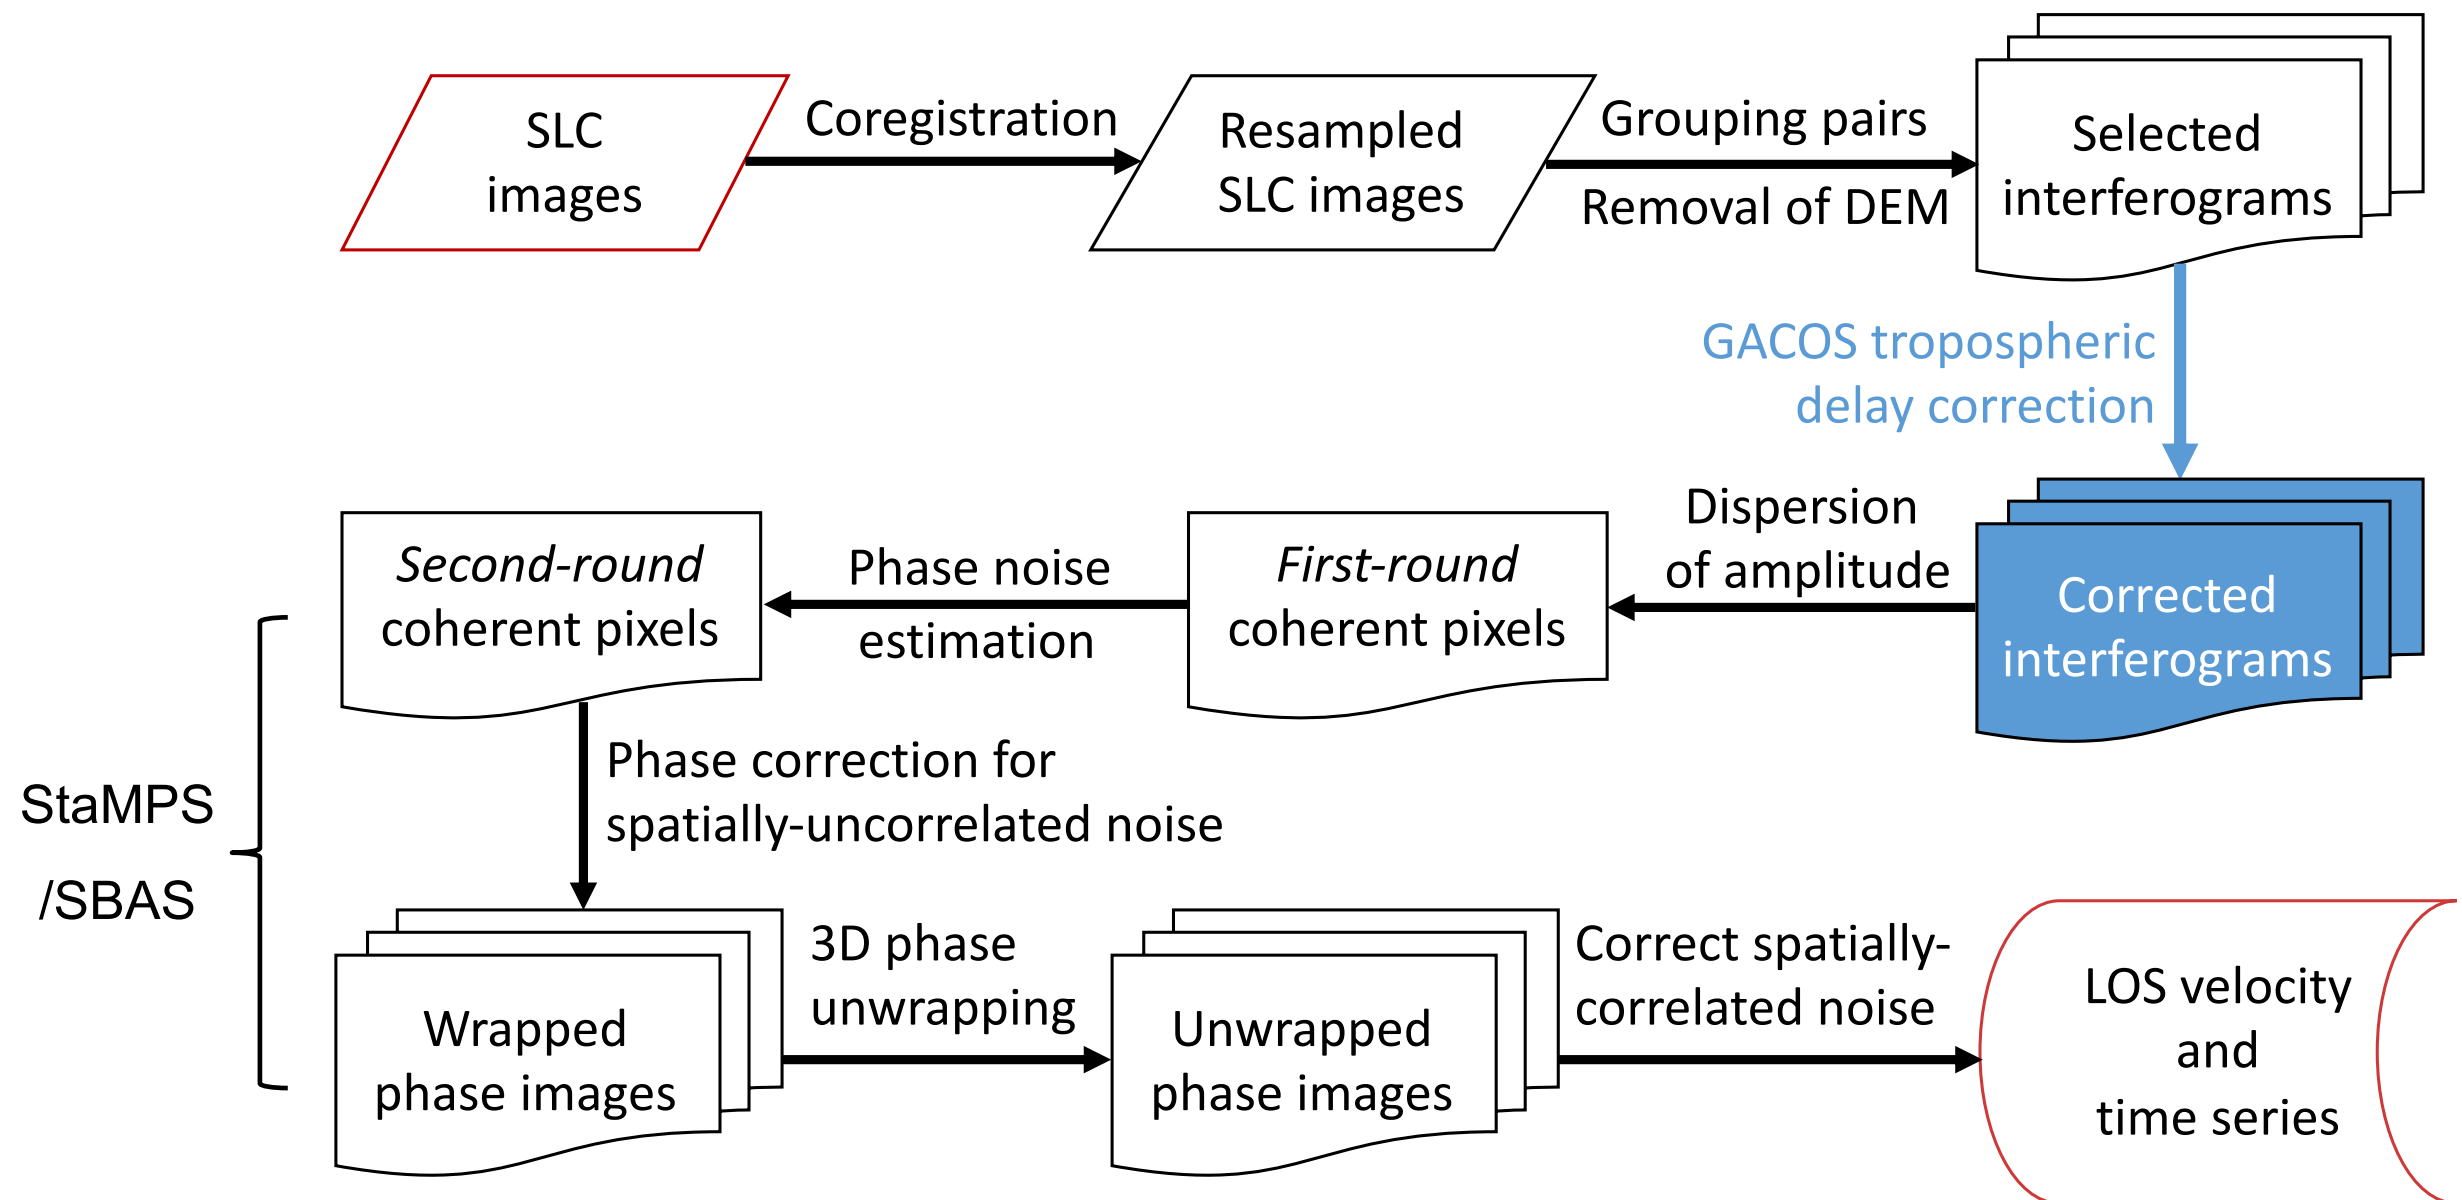 SLC
images
Coregistration
Resampled
SLC images
Grouping pairs
Removal of DEM
Selected
interferograms
GACOS tropospheric
delay correction
Corrected
interferograms
Dispersion
of amplitude
First-round
coherent pixels
Phase noise
estimation
Second-round
coherent pixels
Phase correction for
spatially-uncorrelated noise
StaMPS
/SBAS
Wrapped
phase images
3D phase
unwrapping
Unwrapped
phase images
Correct spatially-
correlated noise
LOS velocity
and
time series